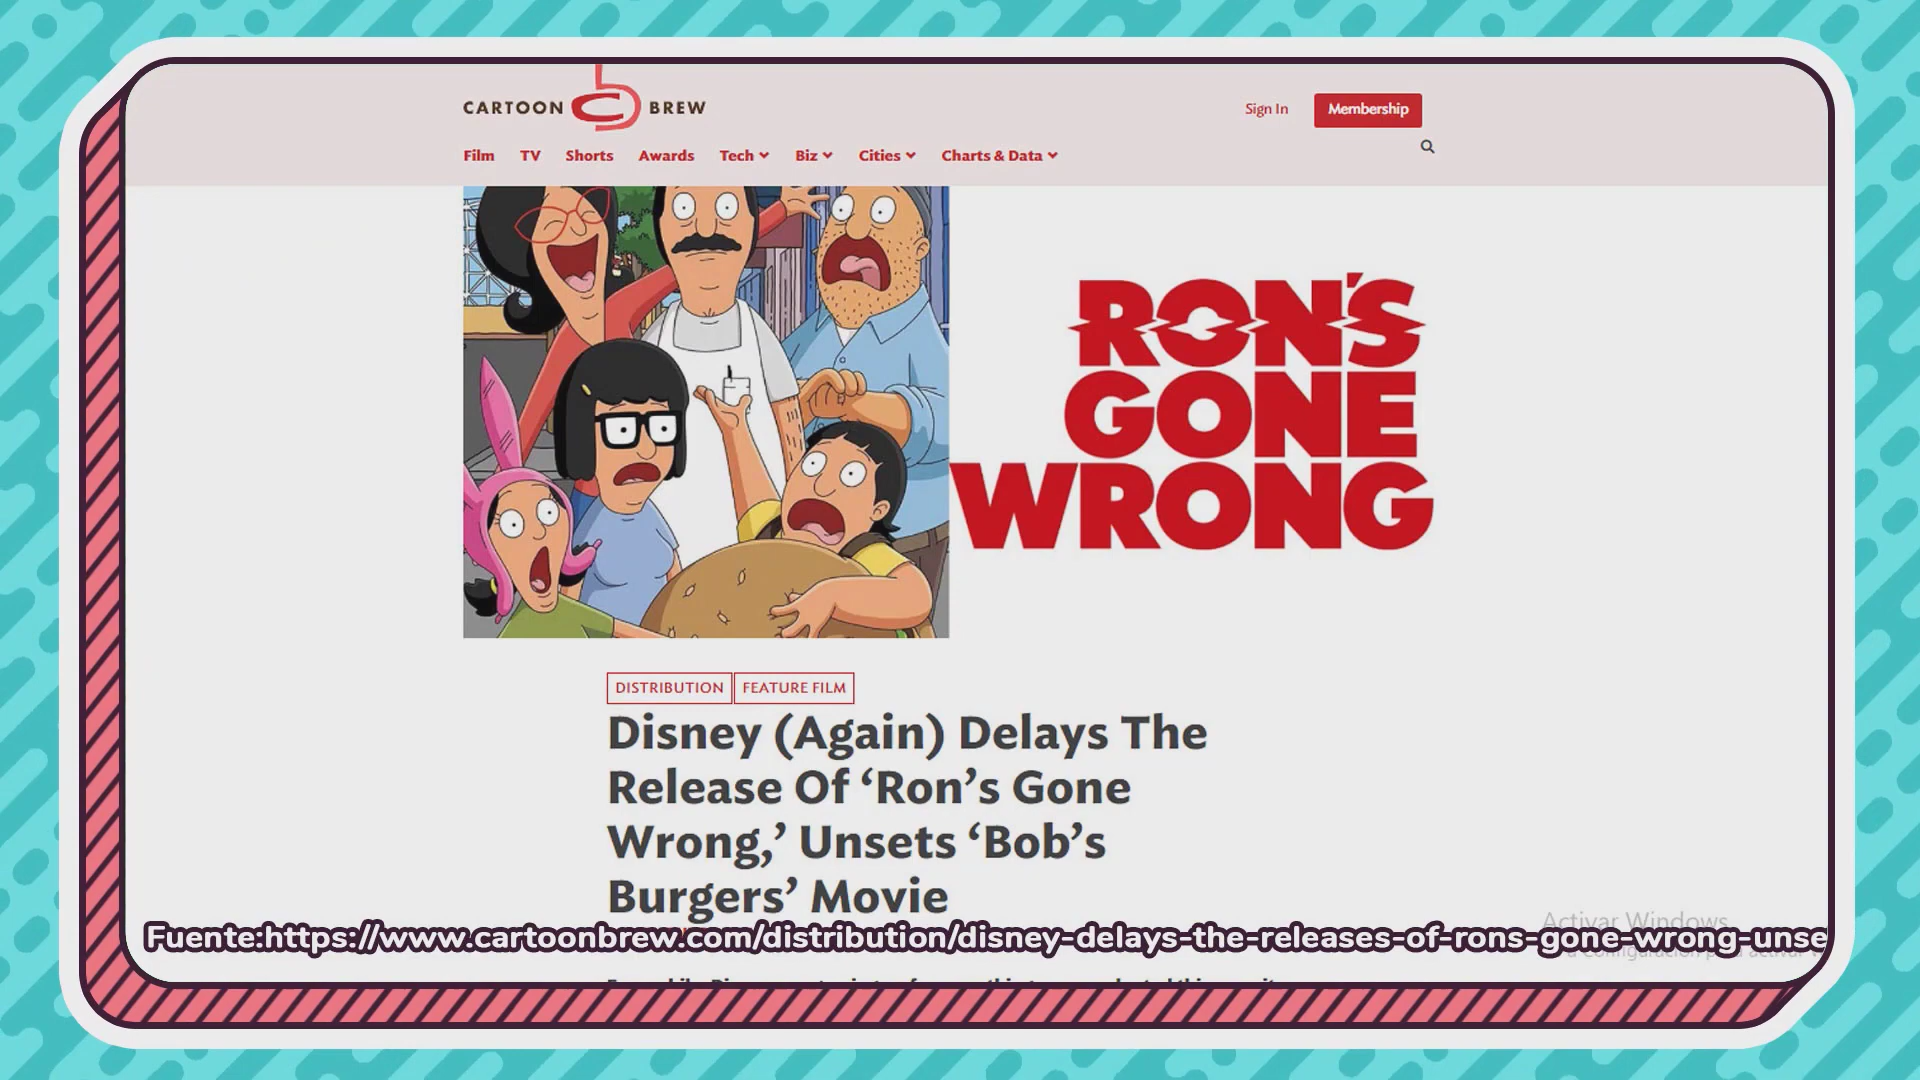 CARTOON BREW
Sign In
Membership
Film TV Shorts Awards Tech Biz Cities Charts & Data
RON'S
GONE
WRONG
DISTRIBUTION FEATURE FILM
Disney (Again) Delays The
Release Of ‘Ron’s Gone
Wrong,’ Unsets ‘Bob’s
Burgers’ Movie
Activar Windows
Fuente:https://www.cartoonbrew.com/distribution/disney-delays-the-releases-of-rons-gone-wrong-unse